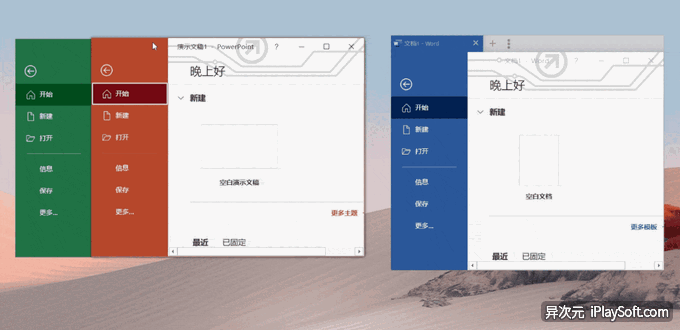 开始
新建
打开
信息
保存
更多...
演示文稿1 - PowerPoint
?
晚上好
开始
新建
打开
信息
保存
更多...
新建
空白演示文稿
更多主题
最近 已固定
文档1 - Word
文档1 - Word
?
晚上好
开始
新建
打开
信息
保存
更多...
新建
空白文档
更多模板
最近 已固定
异次元 iPlaySoft.com